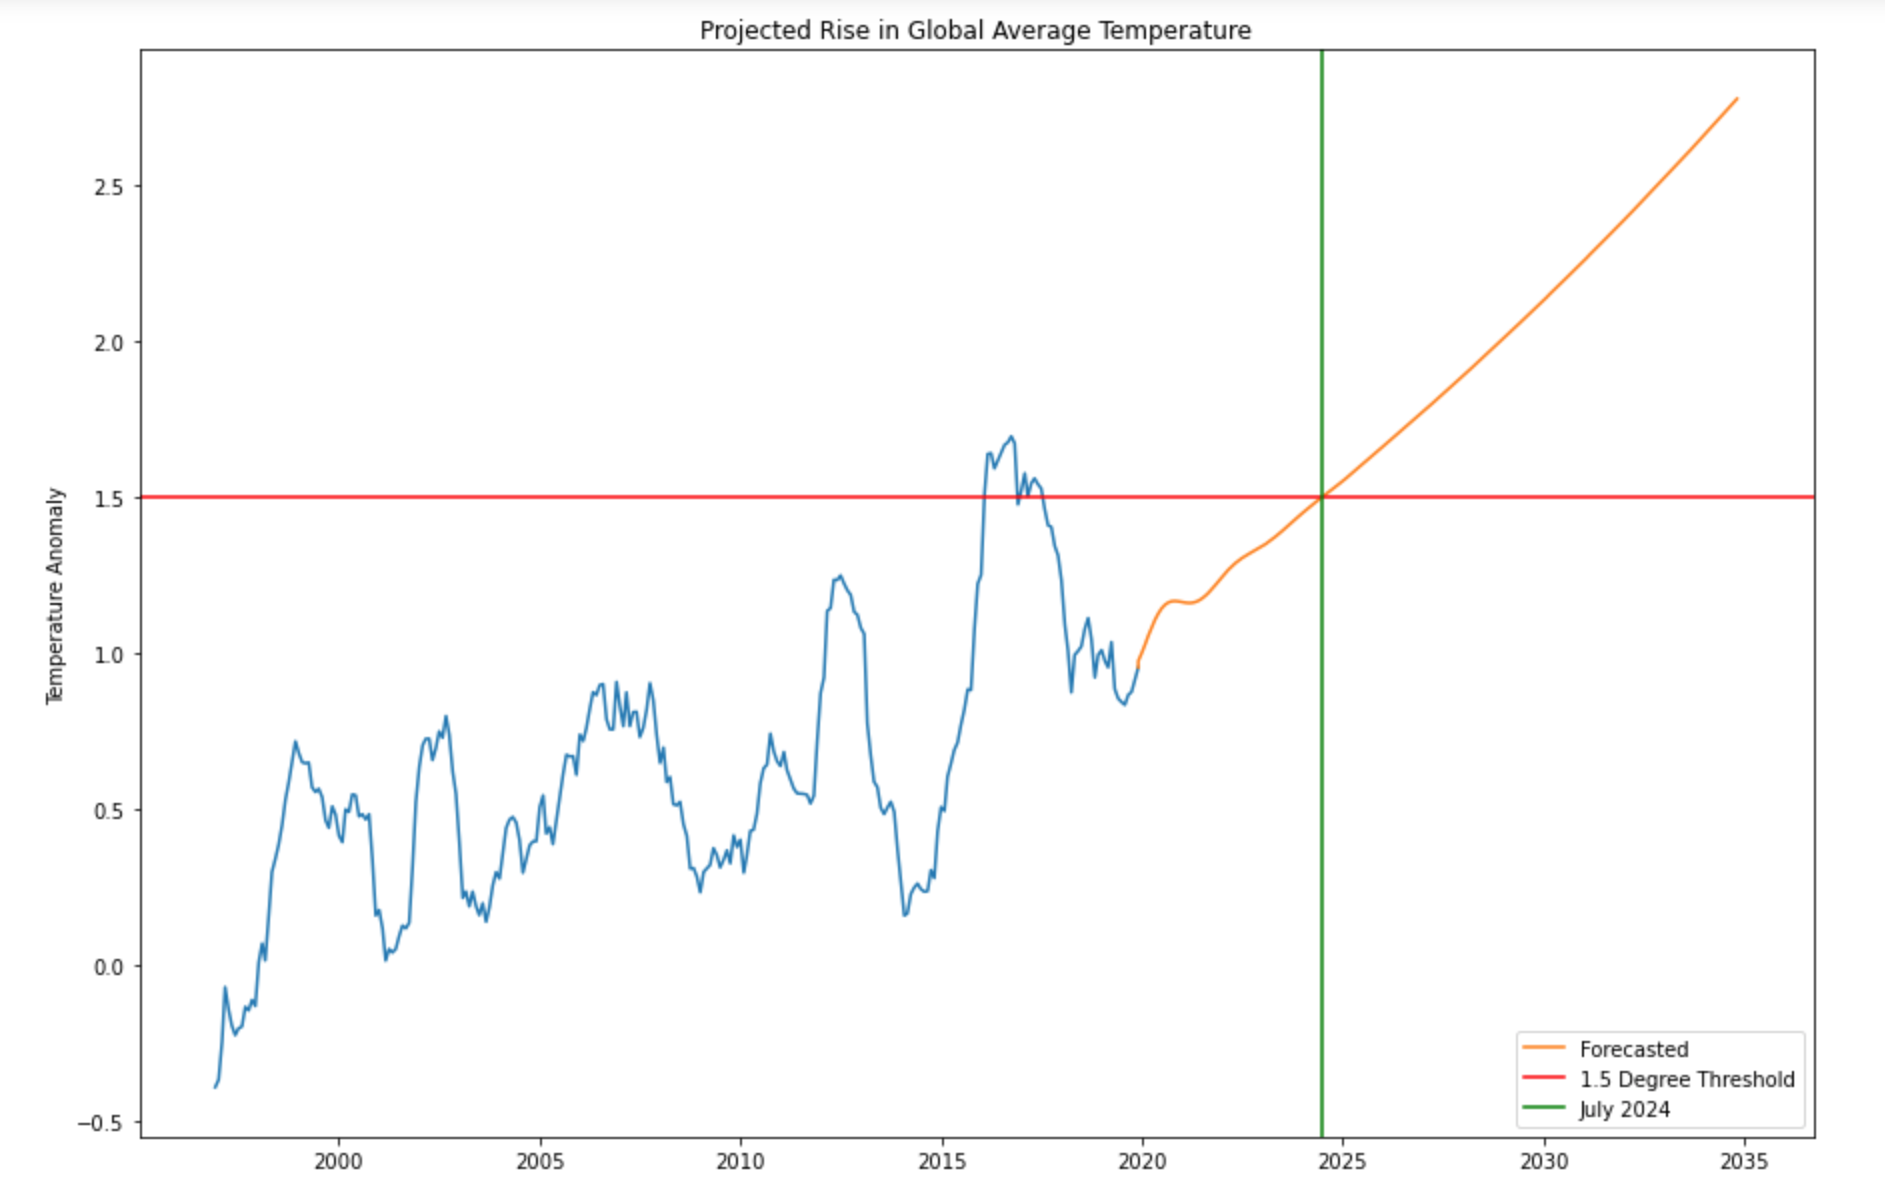 Projected Rise in Global Average Temperature
Temperature Anomaly
2.5
2.0
1.5
1.0
0.5
0.0
−0.5
2000 2005 2010 2015 2020 2025 2030 2035
Forecasted
1.5 Degree Threshold
July 2024